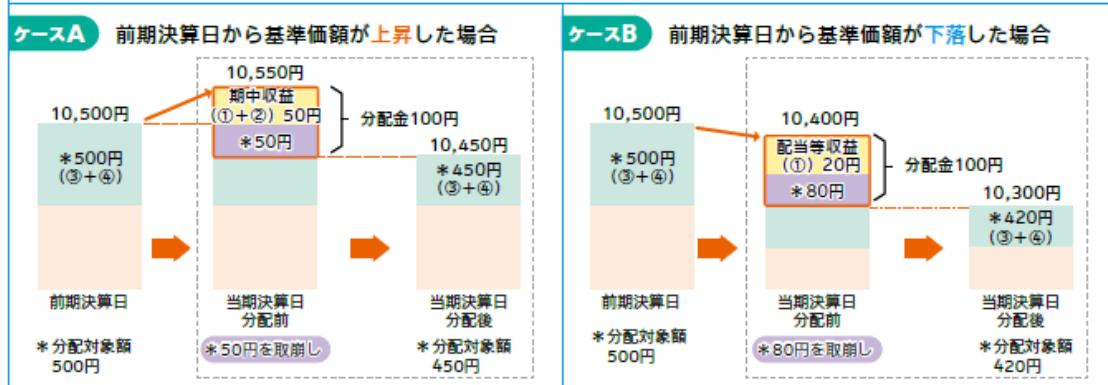 ケースA 前期決算日から基準価額が上昇した場合
10,550円
期中収益
(①+②) 50円
*50円
分配金100円
10,500円
*500円
(③+④)
10,450円
*450円
(③+④)
前期決算日
当期決算日
分配前
当期決算日
分配後
*分配対象額
500円
*50円を取崩し
*分配対象額
450円
ケースB 前期決算日から基準価額が下落した場合
10,500円
*500円
(③+④)
10,400円
配当等収益
(①) 20円
*80円
分配金100円
10,300円
*420円
(③+④)
前期決算日
当期決算日
分配前
当期決算日
分配後
*分配対象額
500円
*80円を取崩し
*分配対象額
420円